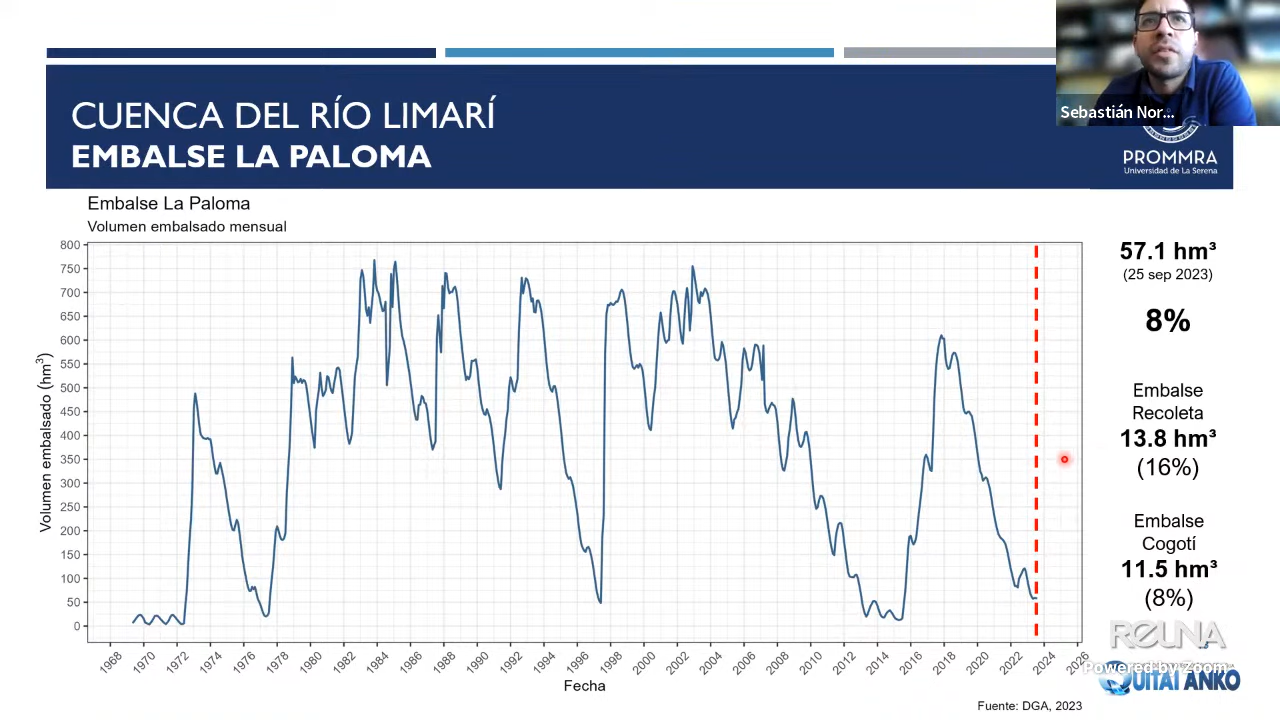 CUENCA DEL RÍO LIMARÍ
EMBALSE LA PALOMA
Sebastián Nor...
PROMMRA
Universidad de La Serena
Embalse La Paloma
Volumen embalsado mensual
Volumen embalsado (hm³)
800
750
700
650
600
550
500
450
400
350
300
250
200
150
100
50
0
1968
1970
1972
1974
1976
1978
1980
1982
1984
1986
1988
1990
1992
1994
1996
1998
2000
2002
2004
2006
2008
2010
2012
2014
2016
2018
2020
2022
2024
2026
Fecha
57.1 hm³
(25 sep 2023)
8%
Embalse
Recoleta
13.8 hm³
(16%)
Embalse
Cogotí
11.5 hm³
(8%)
REUNA
Powered by Zoom
QUITAI ANKO
Fuente: DGA, 2023